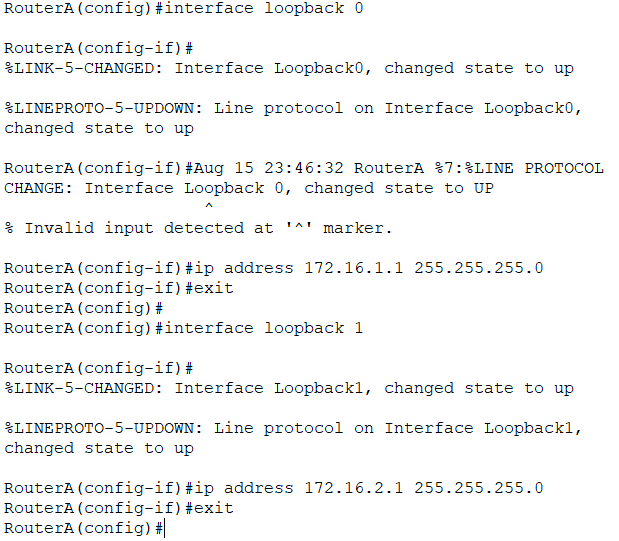 RouterA(config)#interface loopback 0
RouterA(config-if)#
%LINK-5-CHANGED: Interface Loopback0, changed state to up
%LINEPROTO-5-UPDOWN: Line protocol on Interface Loopback0,
changed state to up
RouterA(config-if)#Aug 15 23:46:32 RouterA %7:%LINE PROTOCOL
CHANGE: Interface Loopback 0, changed state to UP
^
% Invalid input detected at '^' marker.
RouterA(config-if)#ip address 172.16.1.1 255.255.255.0
RouterA(config-if)#exit
RouterA(config)#
RouterA(config)#interface loopback 1
RouterA(config-if)#
%LINK-5-CHANGED: Interface Loopback1, changed state to up
%LINEPROTO-5-UPDOWN: Line protocol on Interface Loopback1,
changed state to up
RouterA(config-if)#ip address 172.16.2.1 255.255.255.0
RouterA(config-if)#exit
RouterA(config)#